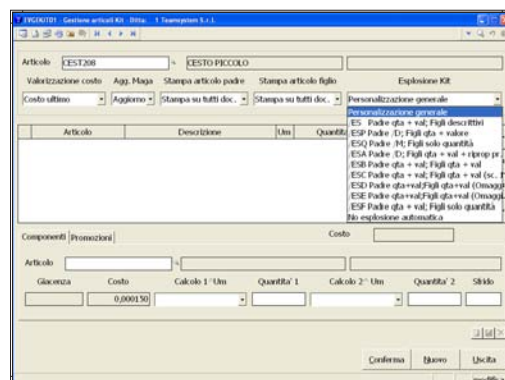 EVGEKIT01 - Gestione articoli Kit - Ditta: 1 Teamsystem S.r.l.
Articolo CEST208 CESTO PICCOLO
Valorizzazione costo Agg. Maga Stampa articolo padre Stampa articolo figlio Esplosione Kit
Costo ultimo Aggiorno Stampa su tutti doc. Stampa su tutti doc. Personalizzazione generale
Personalizzazione generale
/ES Padre qta + val; Figli descrittivi
/ESP Padre /D; Figli qta + valore
/ESQ Padre /M; Figli solo quantità
/ESA Padre /D; Figli qta + val + riprop pr.
/ESB Padre qta + val; Figli qta + val
/ESC Padre qta + val; Figli qta + val (sc.
/ESD Padre qta+val;Figli qta+val (Omaggi
/ESE Padre qta+val;Figli qta+val (Omaggi
/ESF Padre qta + val; Figli solo quantità
No esplosione automatica
Articolo Descrizione Um Quantita
Componenti Promozioni Costo
Articolo
Giacenza Costo Calcolo 1^ Um Quantita' 1 Calcolo 2^ Um Quantita' 2 Sfrido
0,000150
Conferma Nuovo Uscita